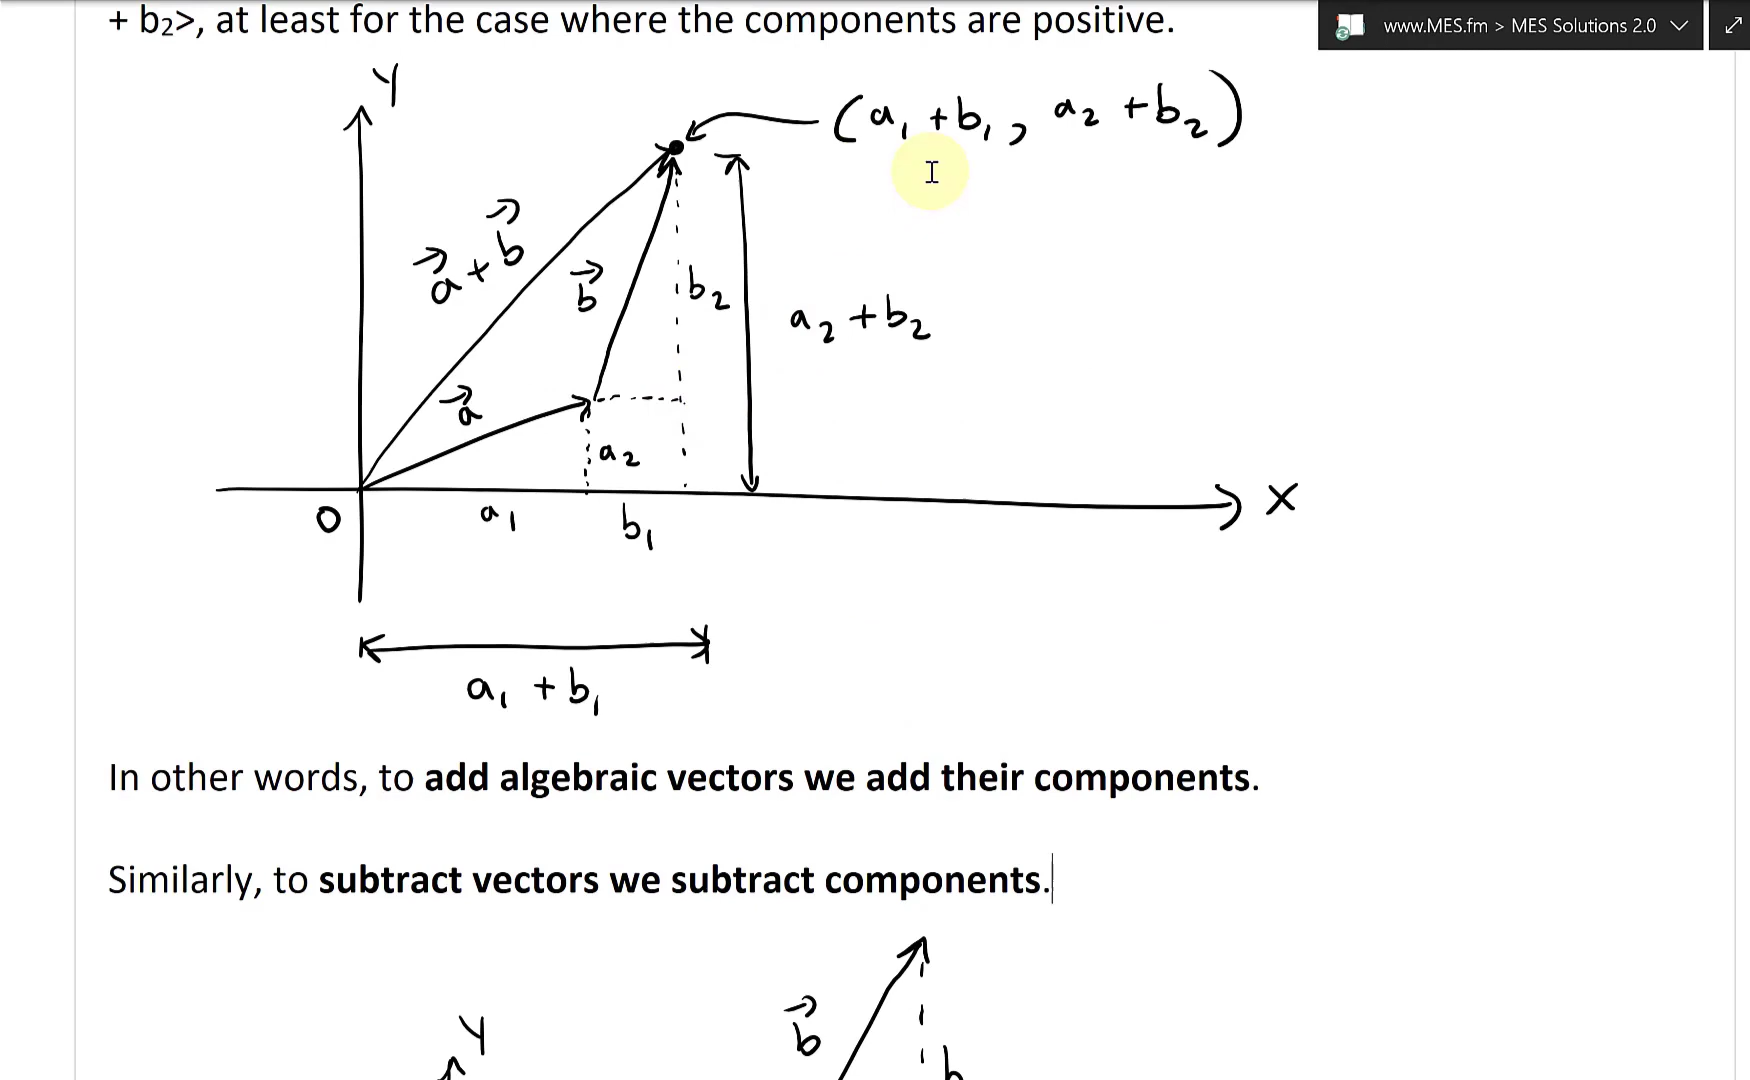 + b₂>, at least for the case where the components are positive.
www.MES.fm > MES Solutions 2.0
Y
(a₁ + b₁, a₂ + b₂)
a⃗ + b⃗
b⃗
b₂
a₂ + b₂
a⃗
a₂
O
a₁
b₁
X
a₁ + b₁
In other words, to add algebraic vectors we add their components.
Similarly, to subtract vectors we subtract components.
b⃗
Y
b